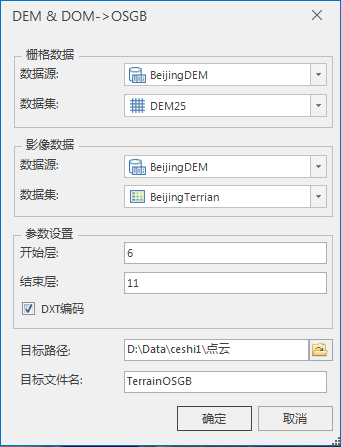 DEM & DOM->OSGB
栅格数据
数据源: BeijingDEM
数据集: DEM25
影像数据
数据源: BeijingDEM
数据集: BeijingTerrian
参数设置
开始层: 6
结束层: 11
DXT编码
目标路径: D:\Data\ceshi1\点云
目标文件名: TerrainOSGB
确定 取消